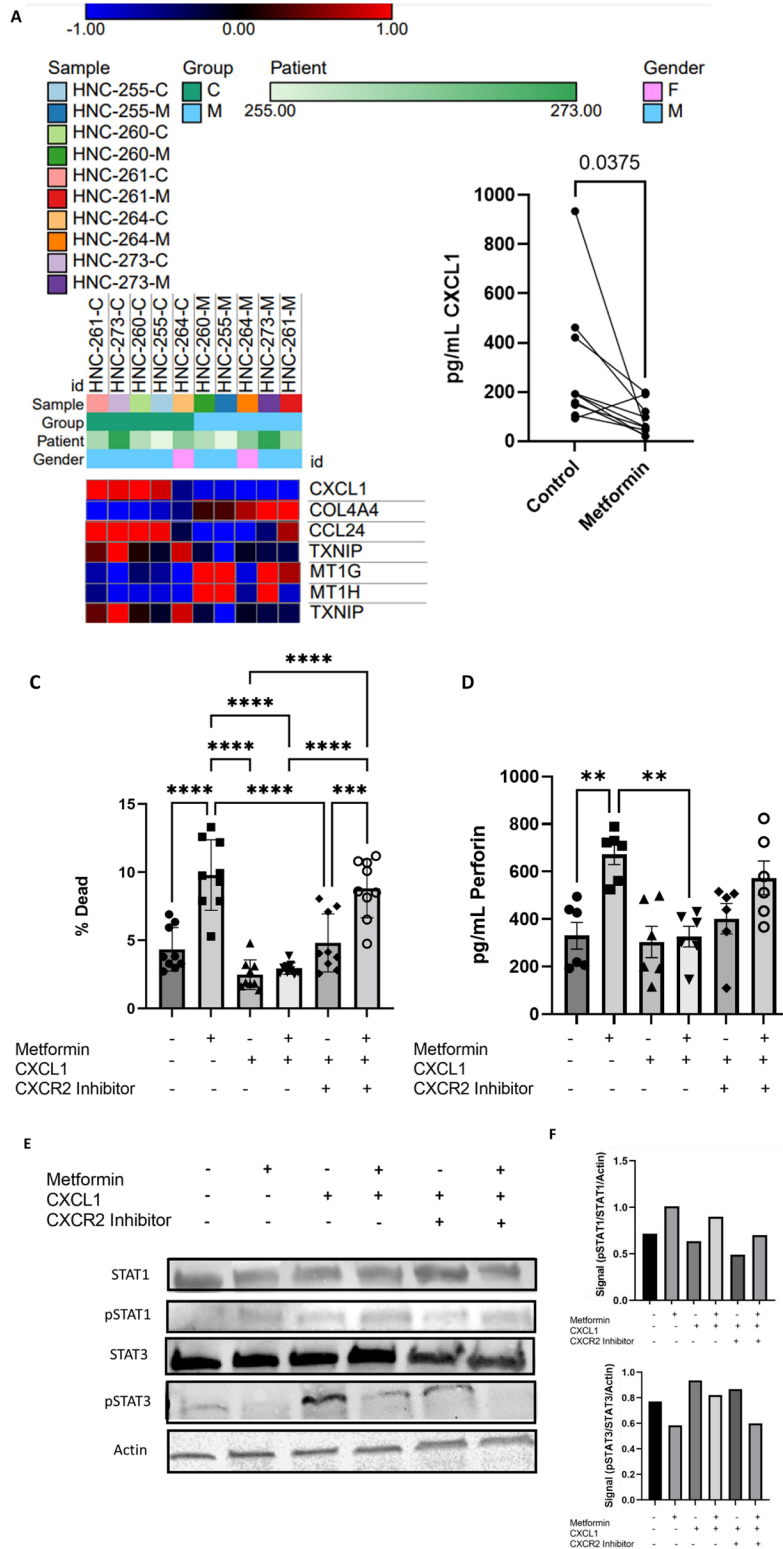 A
-1.00 0.00 1.00
Sample Group Patient Gender
HNC-255-C C F
HNC-255-M M 255.00 273.00 M
HNC-260-C
HNC-260-M
HNC-261-C
HNC-261-M
HNC-264-C
HNC-264-M
HNC-273-C
HNC-273-M
id HNC-261-C HNC-273-C HNC-260-C HNC-255-C HNC-264-C HNC-260-M HNC-255-M HNC-264-M HNC-273-M HNC-261-M
Sample
Group
Patient
Gender id
CXCL1
COL4A4
CCL24
TXNIP
MT1G
MT1H
TXNIP
0.0375
pg/mL CXCL1
1000
800
600
400
200
0
Control Metformin
C
****
****
**** ****
**** **** ***
% Dead
15
10
5
0
Metformin - + - + - +
CXCL1 - - + + + +
CXCR2 Inhibitor - - - - + +
D
** **
pg/mL Perforin
1000
800
600
400
200
0
Metformin - + - + - +
CXCL1 - - + + + +
CXCR2 Inhibitor - - - - + +
E
Metformin - + - + - +
CXCL1 - - + + + +
CXCR2 Inhibitor - - - - + +
STAT1
pSTAT1
STAT3
pSTAT3
Actin
F
Signal (pSTAT1/STAT1/Actin)
1.5
1.0
0.5
0.0
Metformin - + - + - +
CXCL1 - - + + + +
CXCR2 Inhibitor - - - - + +
Signal (pSTAT3/STAT3/Actin)
1.0
0.8
0.6
0.4
0.2
0.0
Metformin - + - + - +
CXCL1 - - + + + +
CXCR2 Inhibitor - - - - + +